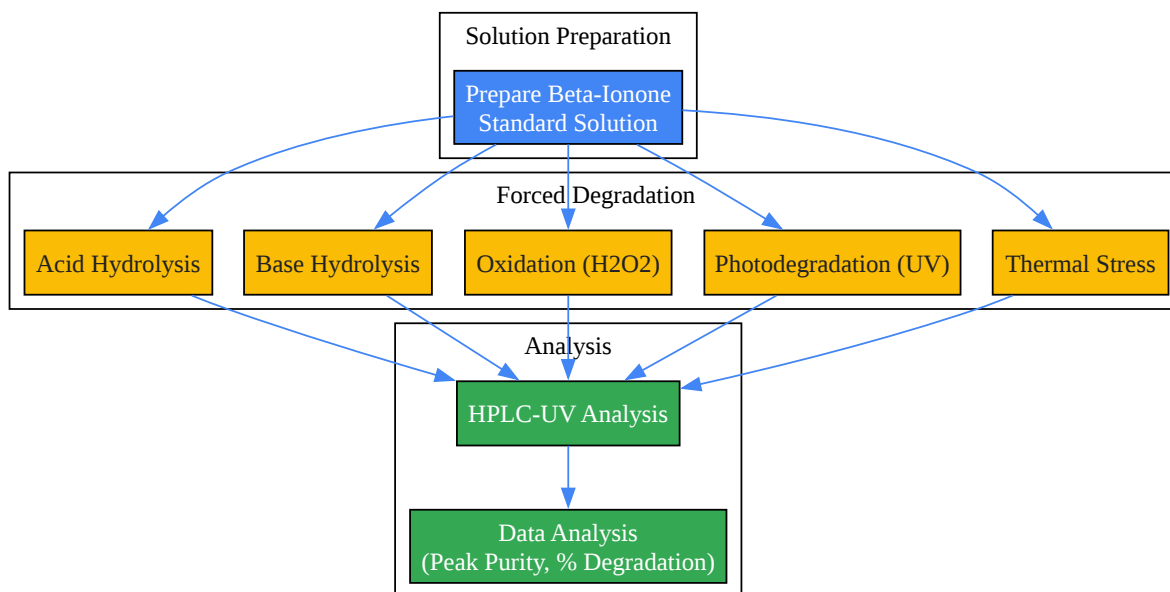 Solution Preparation
Prepare Beta-Ionone
Standard Solution
Forced Degradation
Acid Hydrolysis
Base Hydrolysis
Oxidation (H2O2)
Photodegradation (UV)
Thermal Stress
Analysis
HPLC-UV Analysis
Data Analysis
(Peak Purity, % Degradation)